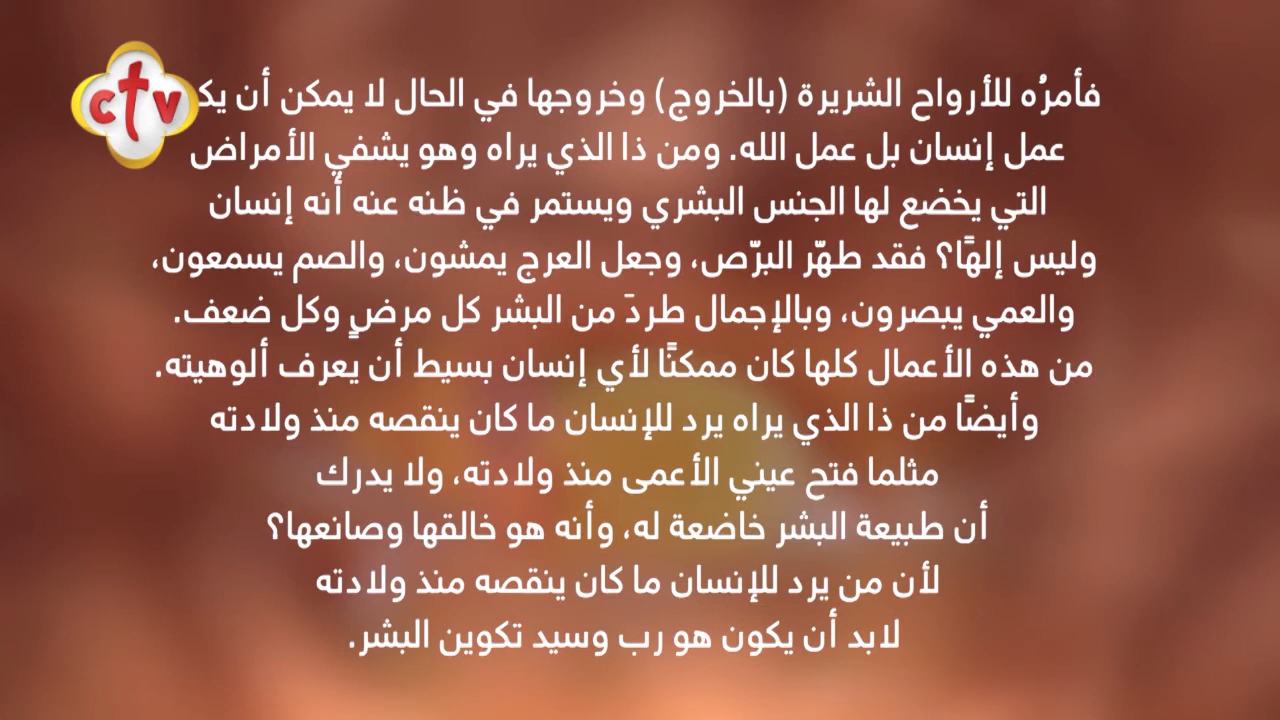 ctv
فأمرُه للأرواح الشريرة (بالخروج) وخروجها في الحال لا يمكن أن
عمل إنسان بل عمل الله. ومن ذا الذي يراه وهو يشفي الأمراض
التي يخضع لها الجنس البشري ويستمر في ظنه عنه أنه إنسان
وليس إلهًا؟ فقد طهّر البرّص، وجعل العرج يمشون، والصم يسمعون،
والعمي يبصرون، وبالإجمال طردَ من البشر كل مرضٍ وكل ضعف.
من هذه الأعمال كلها كان ممكنًا لأي إنسان بسيط أن يعرف ألوهيته.
وأيضًا من ذا الذي يراه يرد للإنسان ما كان ينقصه منذ ولادته
مثلما فتح عيني الأعمى منذ ولادته، ولا يدرك
أن طبيعة البشر خاضعة له، وأنه هو خالقها وصانعها؟
لأن من يرد للإنسان ما كان ينقصه منذ ولادته
لابد أن يكون هو رب وسيد تكوين البشر.